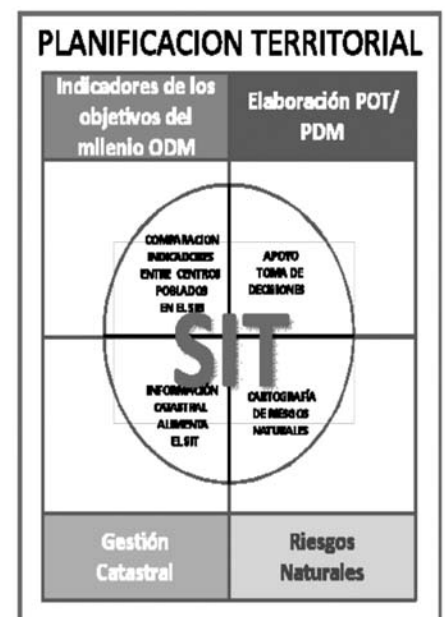 PLANIFICACION TERRITORIAL
Indicadores de los
objetivos del
milenio ODM
Elaboración POT/
PDM
COMPARACION
INDICADORES
ENTRE CENTROS
POBLADOS
EN EL
APOYO
TOMA DE
DECISIONES
SIT
INFORMACIÓN
CATASTRAL
ALIMENTA
EL SIT
CARTOGRAFÍA
DE RIESGOS
NATURALES
Gestión
Catastral
Riesgos
Naturales